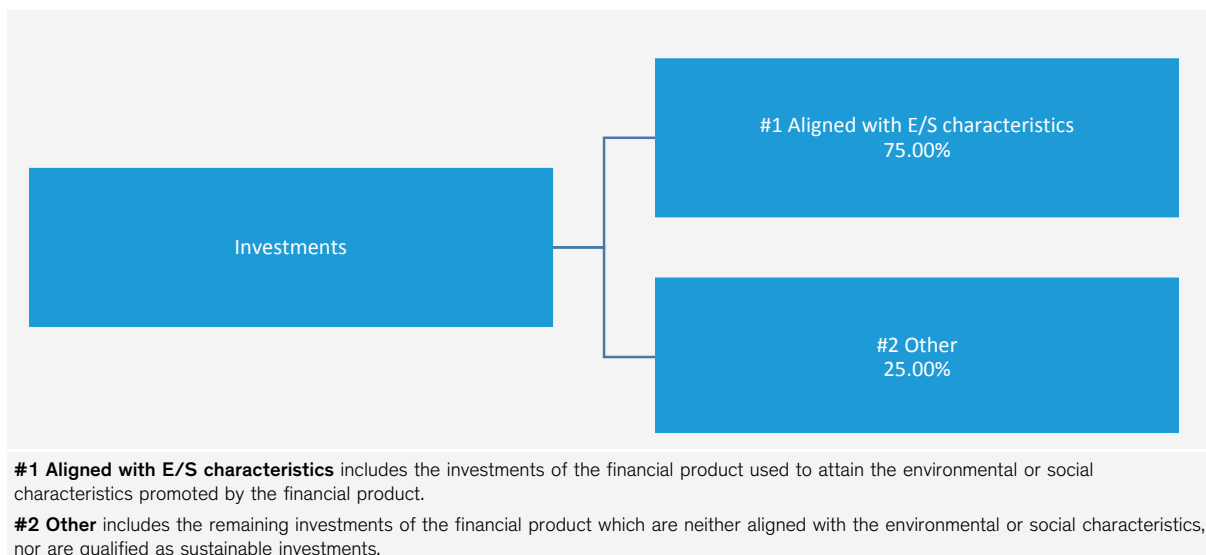 #1 Aligned with E/S characteristics
75.00%
Investments
#2 Other
25.00%
#1 Aligned with E/S characteristics includes the investments of the financial product used to attain the environmental or social
characteristics promoted by the financial product.
#2 Other includes the remaining investments of the financial product which are neither aligned with the environmental or social characteristics,
nor are qualified as sustainable investments.